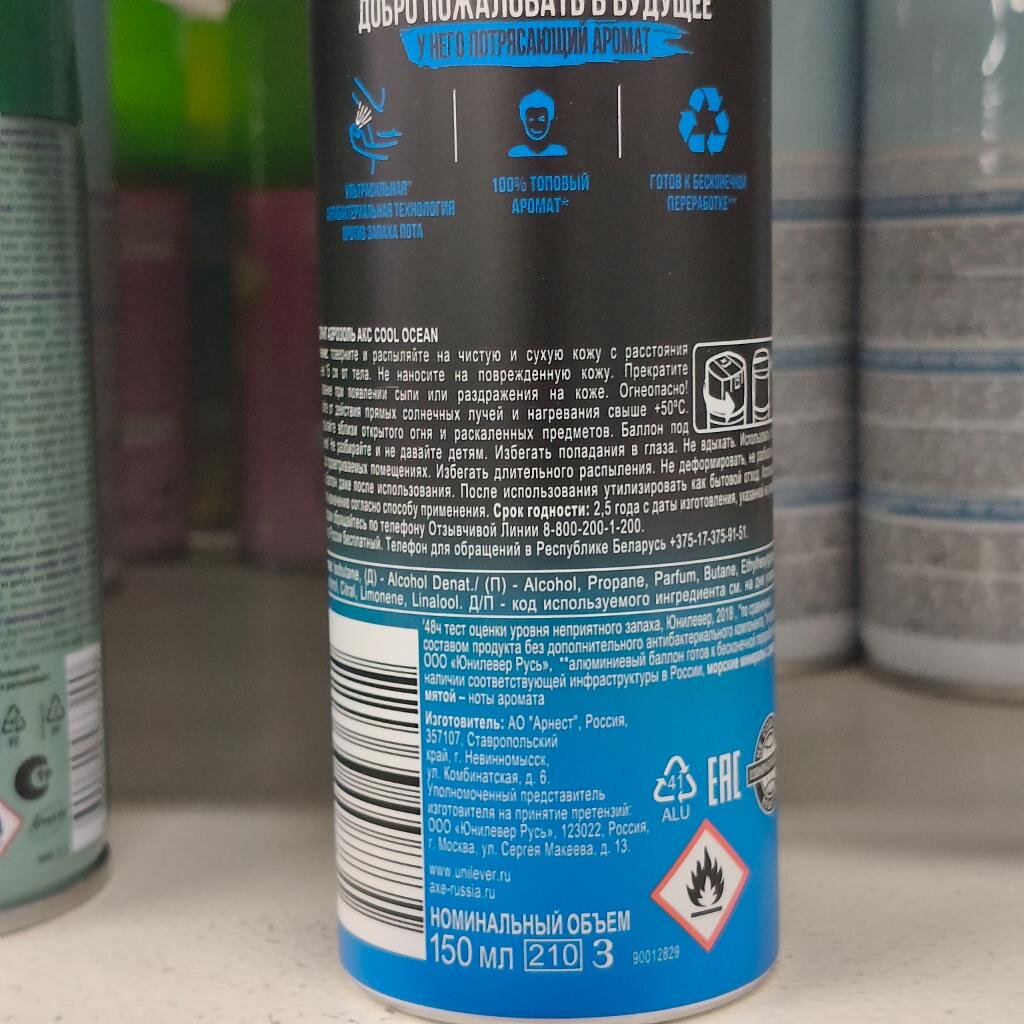 ДОБРО ПОЖАЛОВАТЬ В БУДУЩЕЕ
У НЕГО ПОТРЯСАЮЩИЙ АРОМАТ
УЛЬТРАСИЛЬНАЯ*
АНТИБАКТЕРИАЛЬНАЯ ТЕХНОЛОГИЯ
ПРОТИВ ЗАПАХА ПОТА
100% ТОПОВЫЙ
АРОМАТ*
ГОТОВ К БЕСКОНЕЧНОЙ
ПЕРЕРАБОТКЕ**
АЭРОЗОЛЬ АКС COOL OCEAN
и распыляйте на чистую и сухую кожу с расстояния
15 см от тела. Не наносите на поврежденную кожу. Прекратите
при появлении сыпи или раздражения на коже. Огнеопасно!
от действия прямых солнечных лучей и нагревания свыше +50°C.
вблизи открытого огня и раскаленных предметов. Баллон под
Не разбирайте и не давайте детям. Избегать попадания в глаза. Не вдыхать.
помещениях. Избегать длительного распыления. Не деформировать, не
даже после использования. После использования утилизировать как бытовой отход.
согласно способу применения. Срок годности: 2,5 года с даты изготовления, указанной
обращайтесь по телефону Отзывчивой Линии 8-800-200-1-200.
бесплатный. Телефон для обращений в Республике Беларусь +375-17-375-91-51.
(Д) - Alcohol Denat./ (П) - Alcohol, Propane, Parfum, Butane,
Citral, Limonene, Linalool. Д/П - код используемого ингредиента см. на дне
*48ч тест оценки уровня неприятного запаха, Юнилевер, 2018, *по
составом продукта без дополнительного антибактериального компонента,
ООО «Юнилевер Русь», **алюминиевый баллон готов к бесконечной
наличии соответствующей инфраструктуры в России, морские минералы с
мятой – ноты аромата
Изготовитель: АО "Арнест", Россия,
357107, Ставропольский
край, г. Невинномысск,
ул. Комбинатская, д. 6.
Уполномоченный представитель
изготовителя на принятие претензий:
ООО «Юнилевер Русь», 123022, Россия,
г. Москва, ул. Сергея Макеева, д. 13.
www.unilever.ru
axe-russia.ru
41
ALU
EAC
НОМИНАЛЬНЫЙ ОБЪЕМ
150 МЛ 210 3 90012829